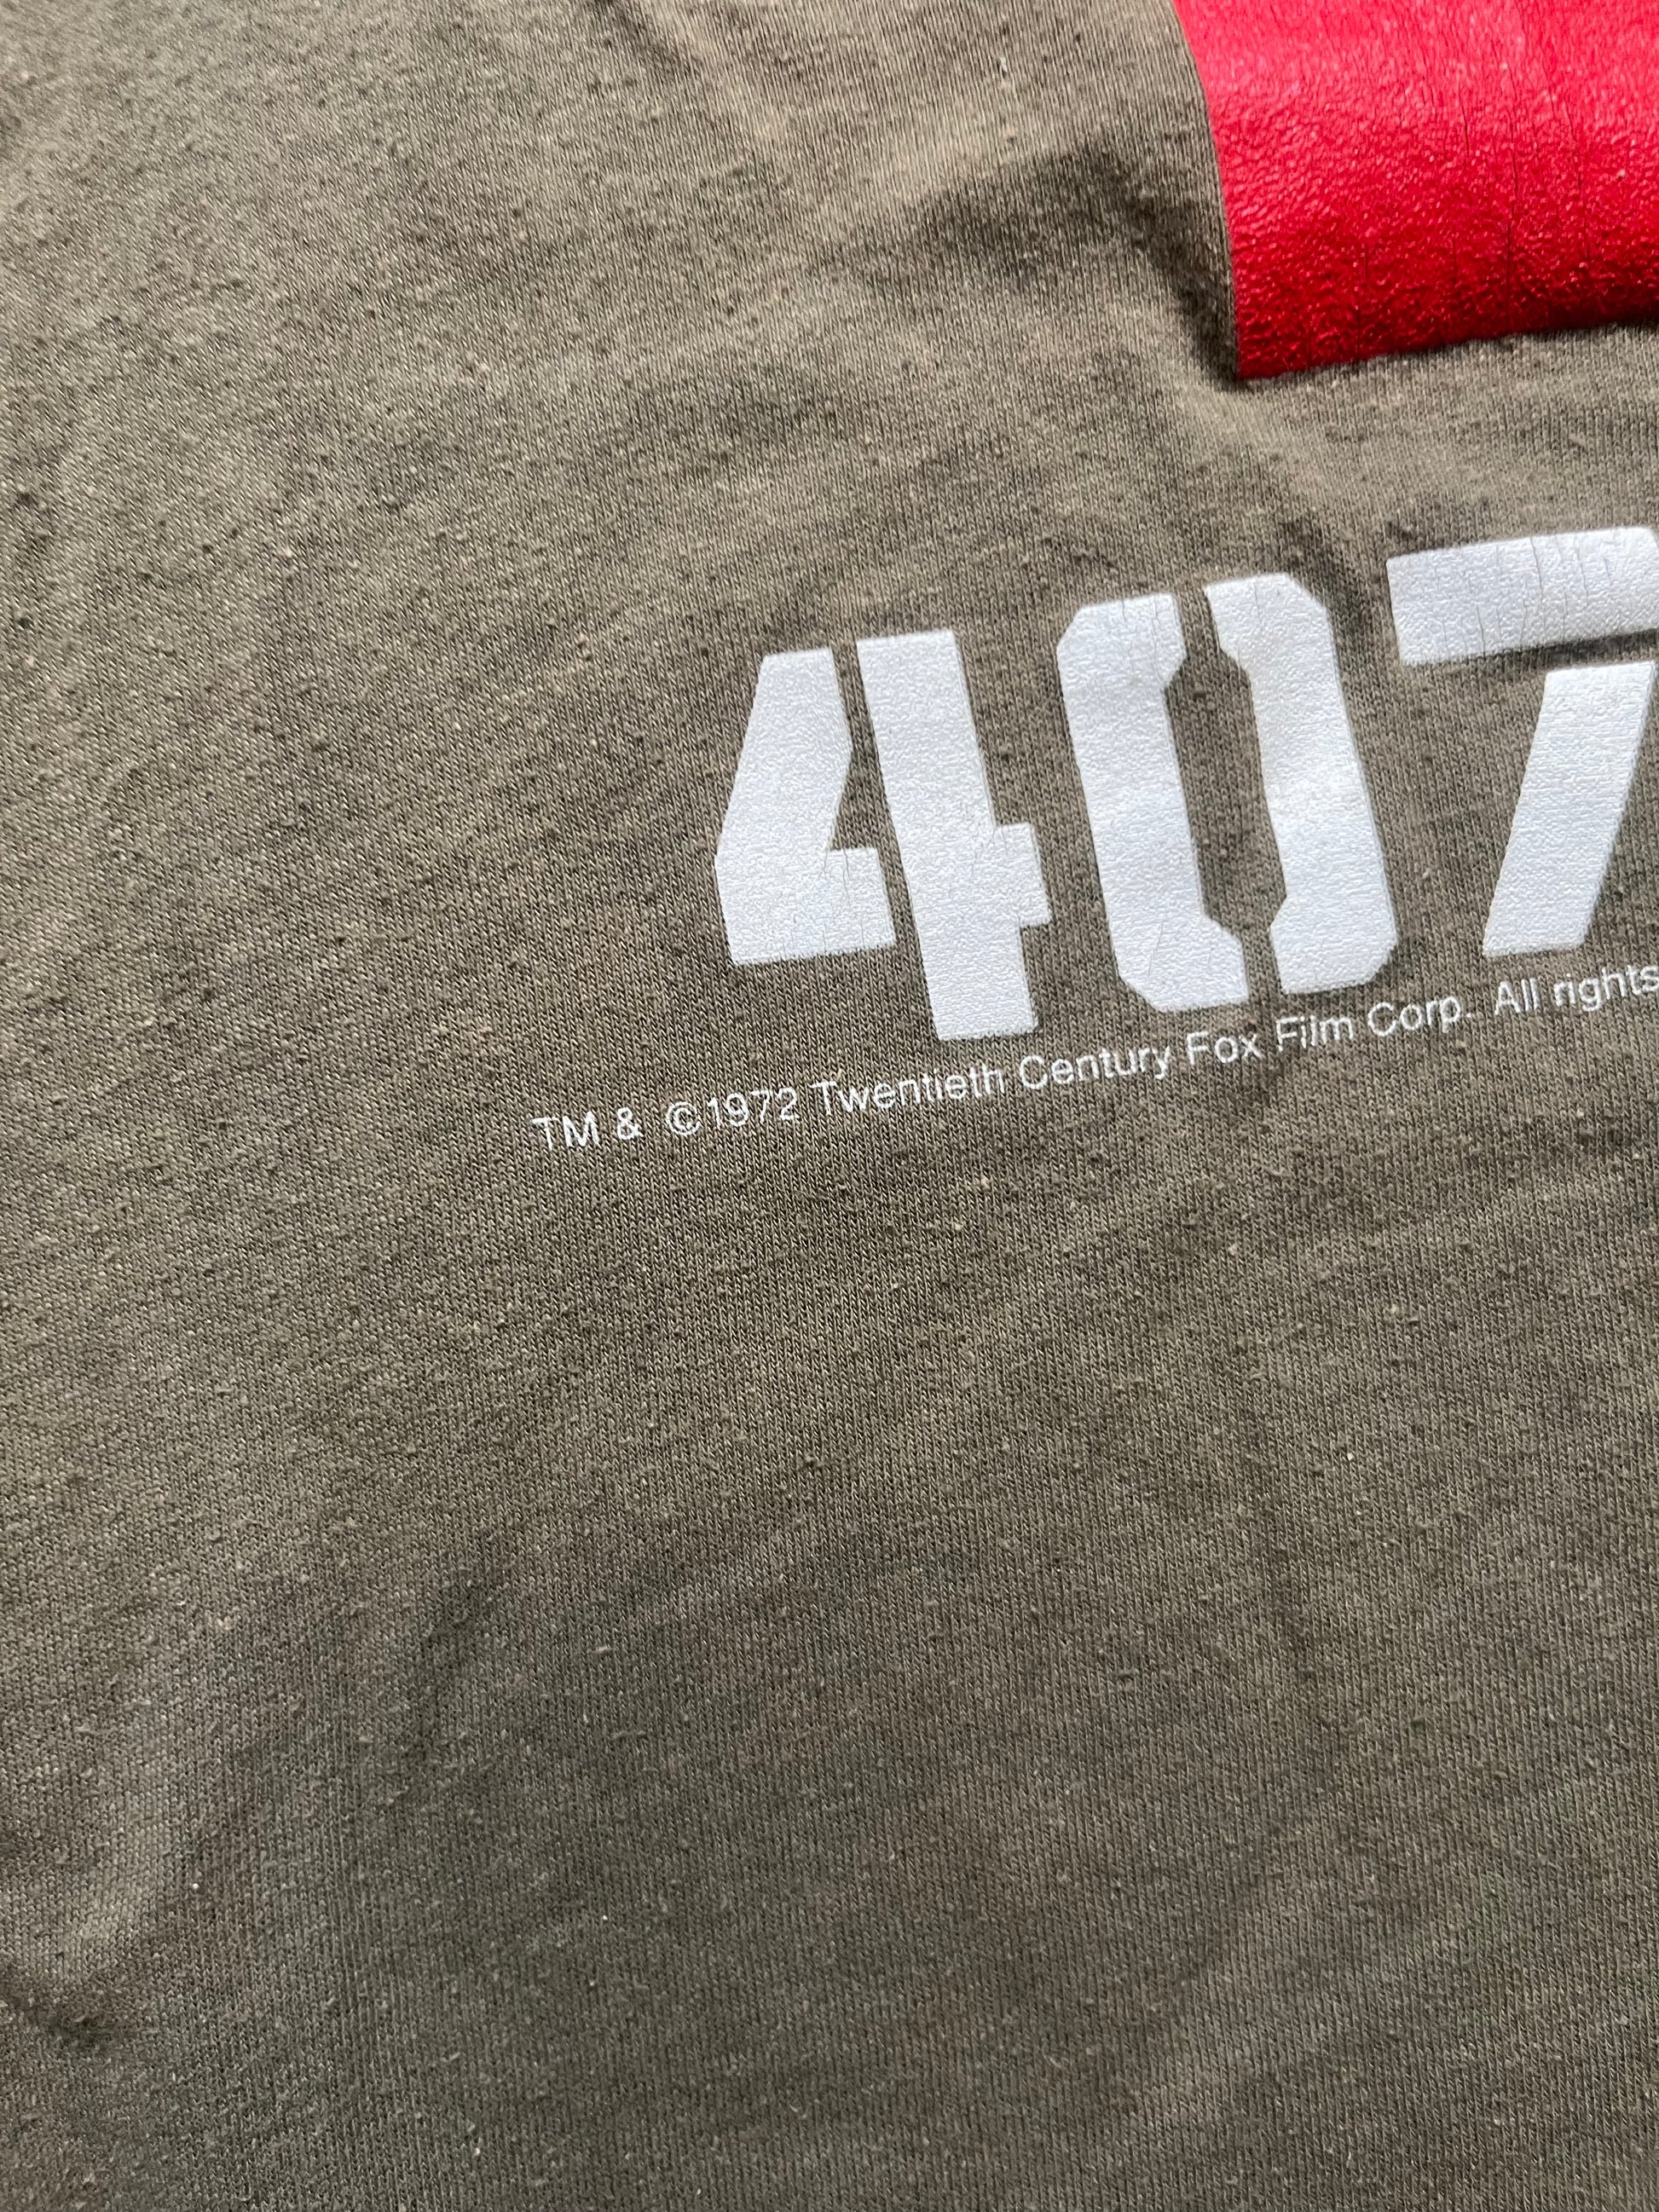 407
TM & ©1972 Twentieth Century Fox Film Corp. All rights